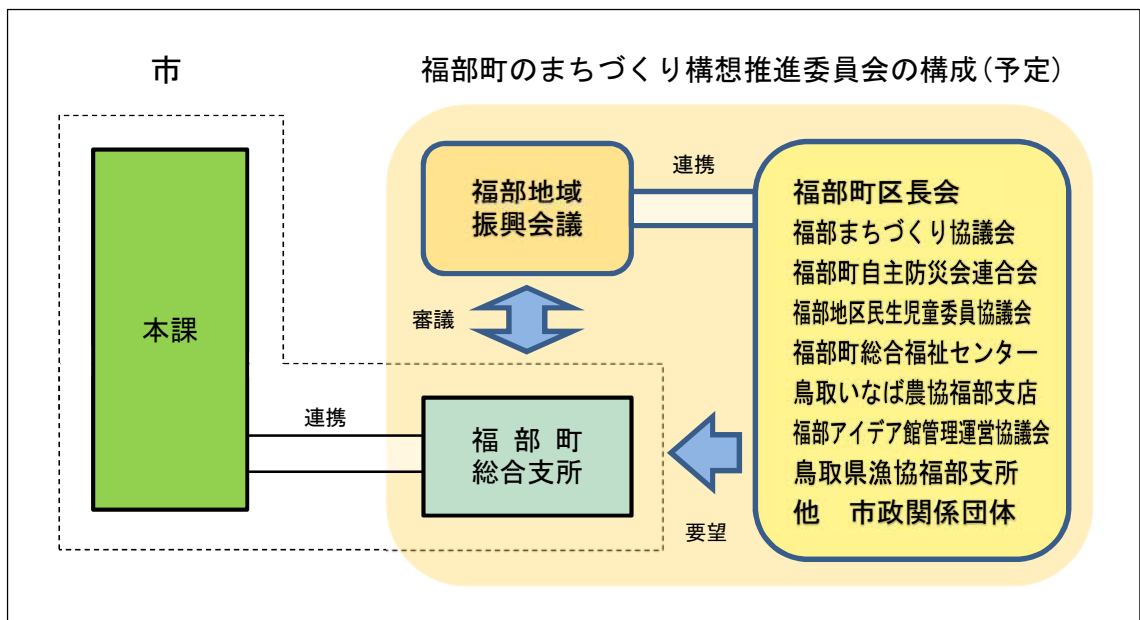 市
福部町のまちづくり構想推進委員会の構成(予定)
本課
連携
福部地域
振興会議
審議
福部町
総合支所
連携
要望
福部町区長会
福部まちづくり協議会
福部町自主防災会連合会
福部地区民生児童委員協議会
福部町総合福祉センター
鳥取いなば農協福部支店
福部アイデア館管理運営協議会
鳥取県漁協福部支所
他　市政関係団体